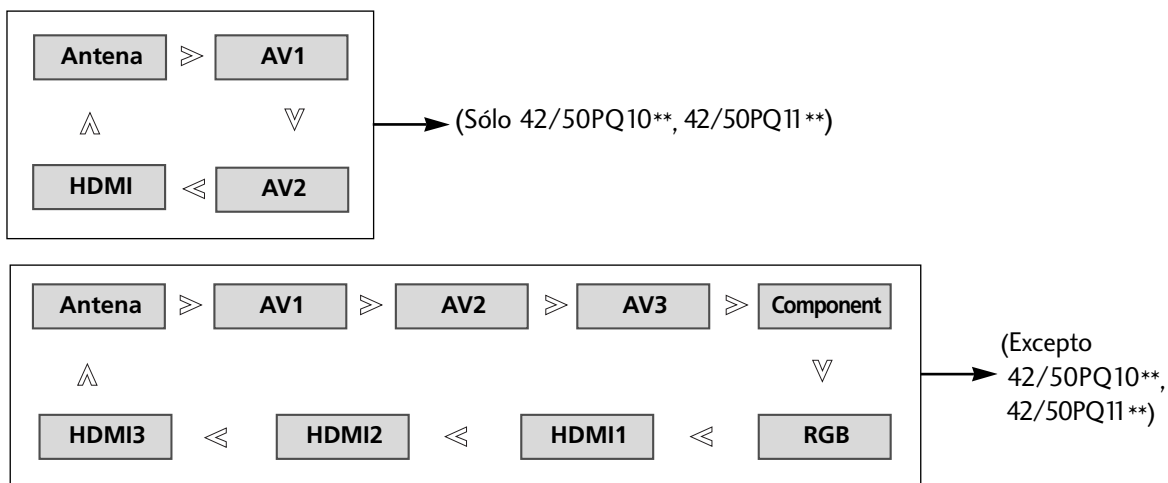 Antena AV1
(Sólo 42/50PQ10**, 42/50PQ11**)
HDMI AV2
Antena AV1 AV2 AV3 Component
(Excepto
42/50PQ10**,
42/50PQ11**)
HDMI3 HDMI2 HDMI1 RGB